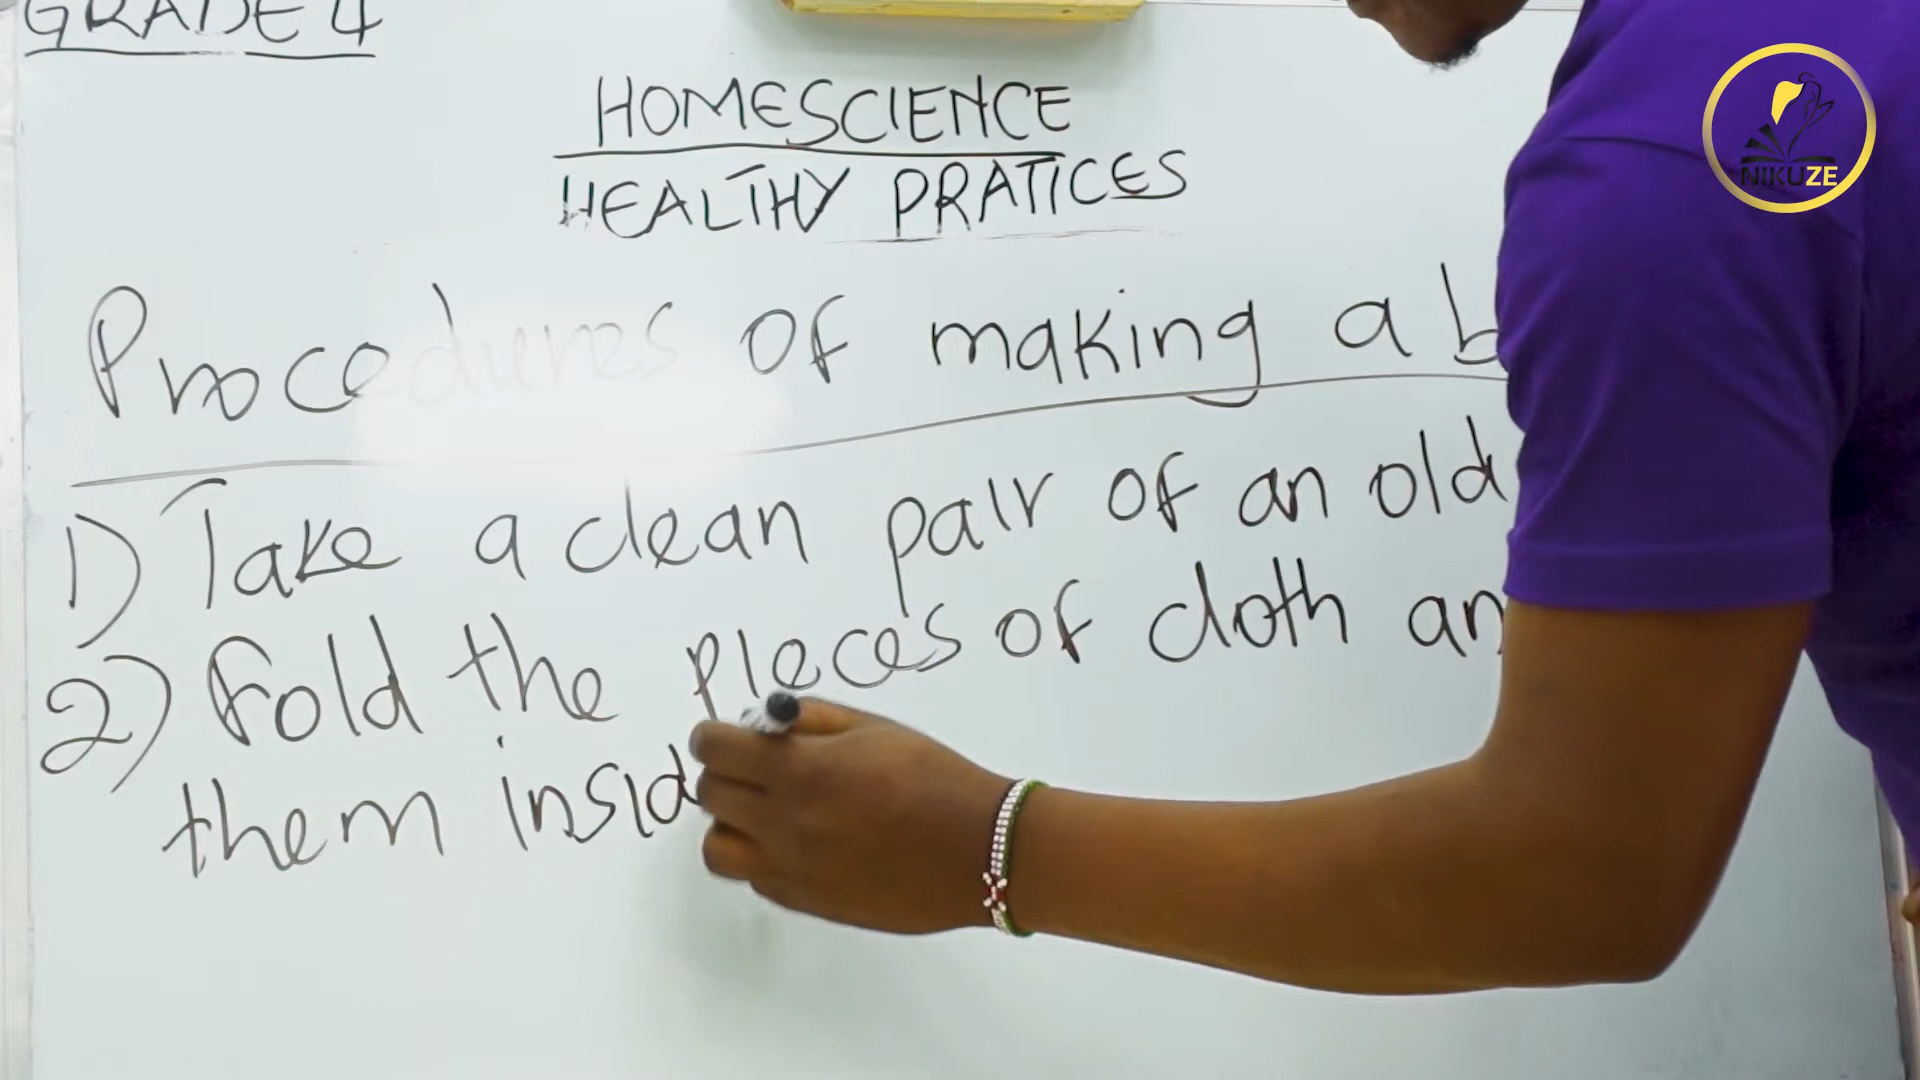 GRADE 4
HOMESCIENCE
HEALTHY PRATICES
Procedures of making a b
1) Take a clean pair of an old
2) Fold the pieces of cloth an
them insid
NIKUZE